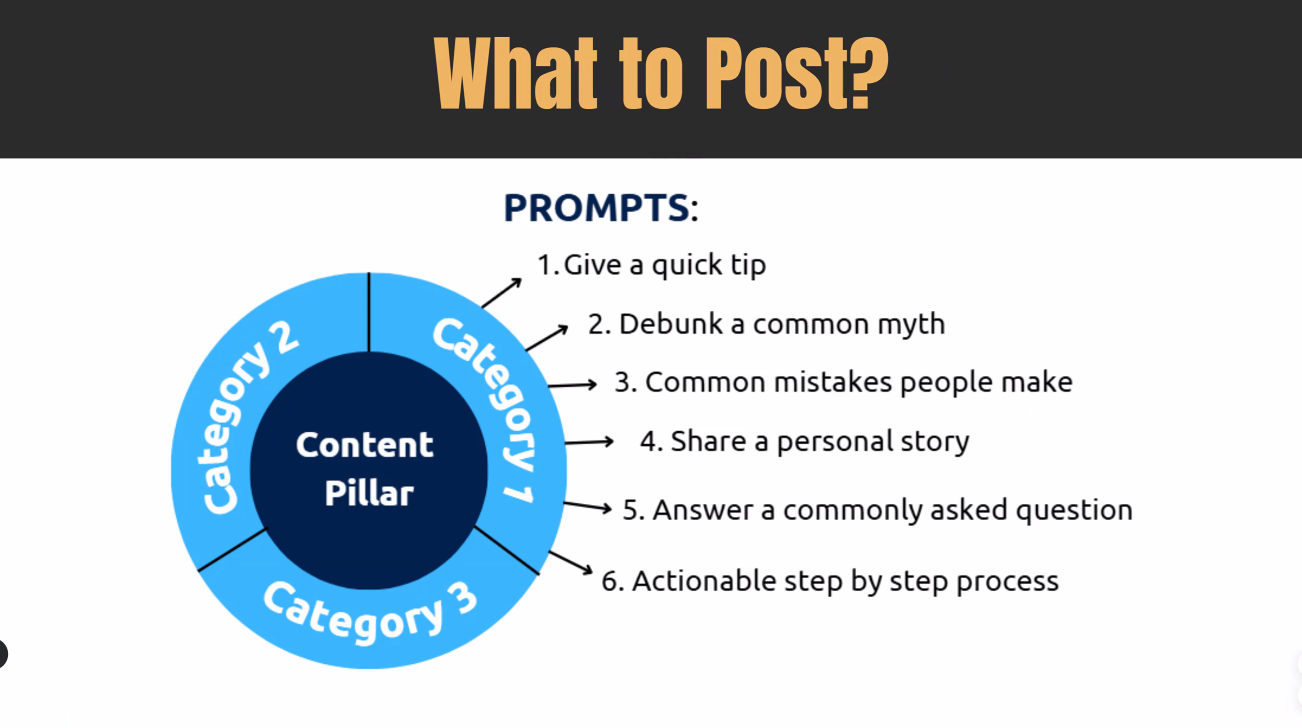 What to Post?
PROMPTS:
1. Give a quick tip
2. Debunk a common myth
3. Common mistakes people make
4. Share a personal story
5. Answer a commonly asked question
6. Actionable step by step process
Category 1
Category 2
Category 3
Content
Pillar